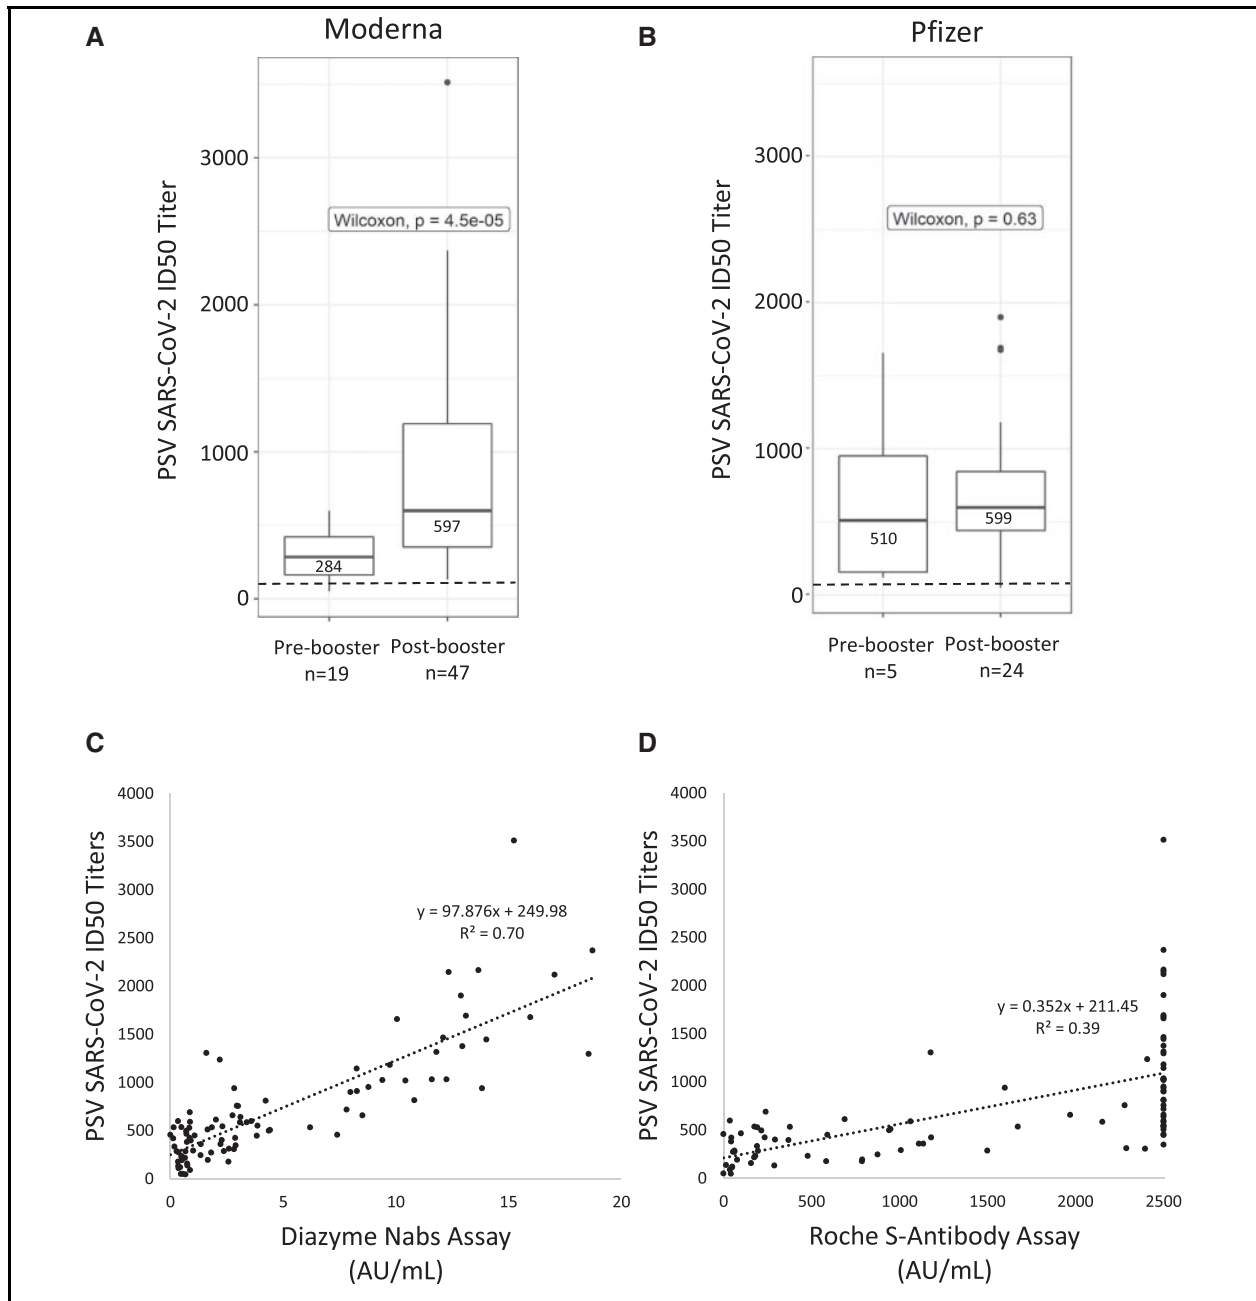 A
Moderna
PSV SARS-CoV-2 ID50 Titer
3000
2000
1000
0
Wilcoxon, p = 4.5e-05
284
597
Pre-booster
n=19
Post-booster
n=47
B
Pfizer
PSV SARS-CoV-2 ID50 Titer
3000
2000
1000
0
Wilcoxon, p = 0.63
510
599
Pre-booster
n=5
Post-booster
n=24
C
PSV SARS-CoV-2 ID50 Titers
4000
3500
3000
2500
2000
1500
1000
500
0
y = 97.876x + 249.98
R² = 0.70
0 5 10 15 20
Diazyme Nabs Assay
(AU/mL)
D
PSV SARS-CoV-2 ID50 Titers
4000
3500
3000
2500
2000
1500
1000
500
0
y = 0.352x + 211.45
R² = 0.39
0 500 1000 1500 2000 2500
Roche S-Antibody Assay
(AU/mL)